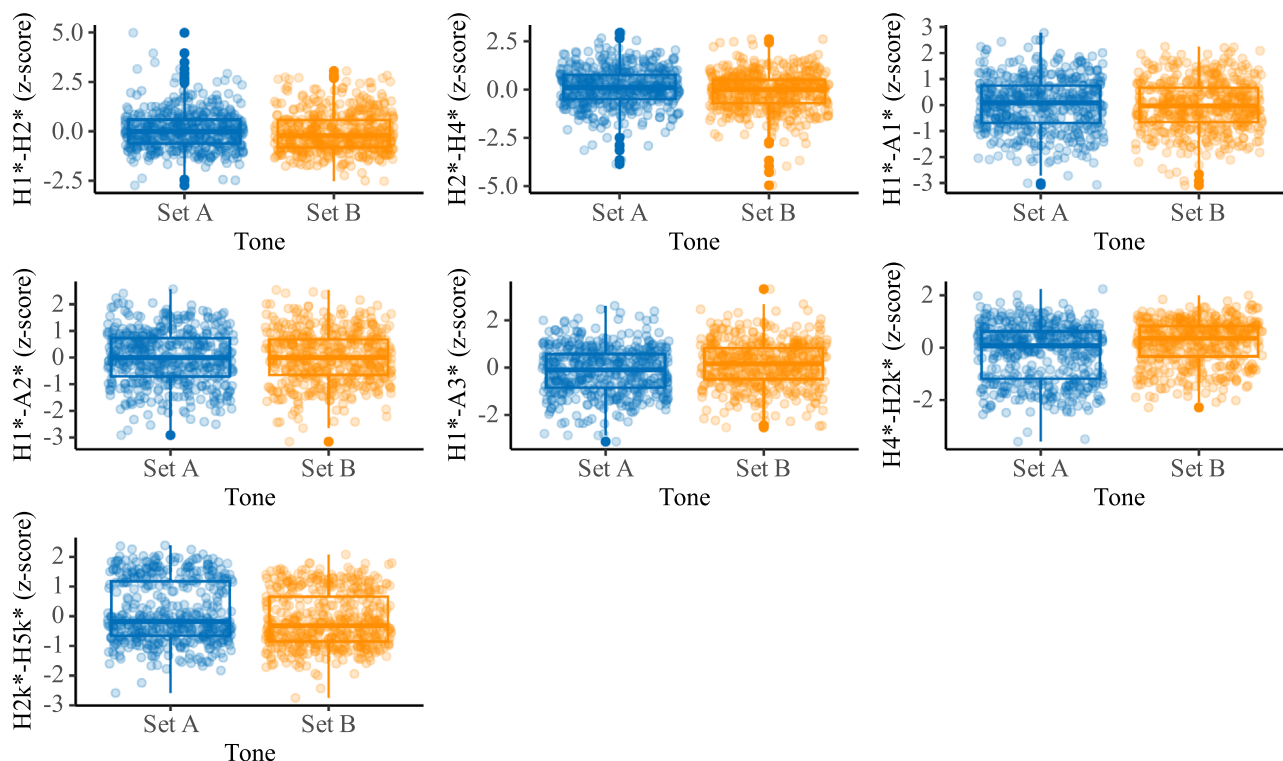 H1*-H2* (z-score)
5.0
2.5
0.0
-2.5
Set A
Set B
Tone
H2*-H4* (z-score)
2.5
0.0
-2.5
-5.0
Set A
Set B
Tone
H1*-A1* (z-score)
3
2
1
0
-1
-2
-3
Set A
Set B
Tone
H1*-A2* (z-score)
2
1
0
-1
-2
-3
Set A
Set B
Tone
H1*-A3* (z-score)
2
0
-2
Set A
Set B
Tone
H4*-H2k* (z-score)
2
0
-2
Set A
Set B
Tone
H2k*-H5k* (z-score)
2
1
0
-1
-2
-3
Set A
Set B
Tone